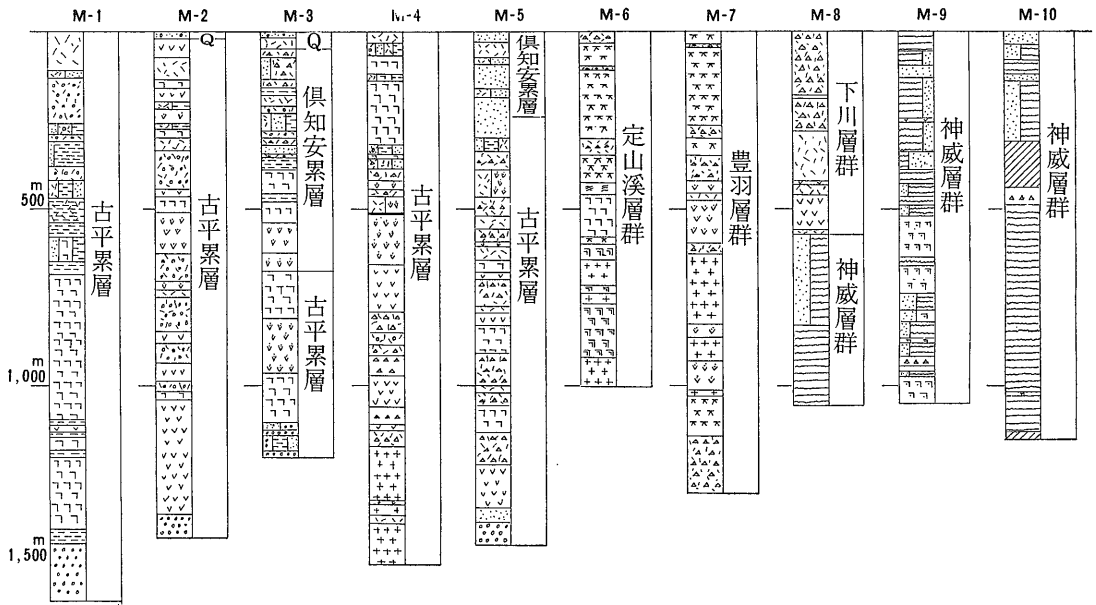 M-1
M-2
M-3
M-4
M-5
M-6
M-7
M-8
M-9
M-10
Q
Q
m
500
m
1,000
m
1,500
古平累層
古平累層
倶知安累層
古平累層
古平累層
倶知安累層
古平累層
定山溪層群
豊羽層群
下川層群
神威層群
神威層群
神威層群